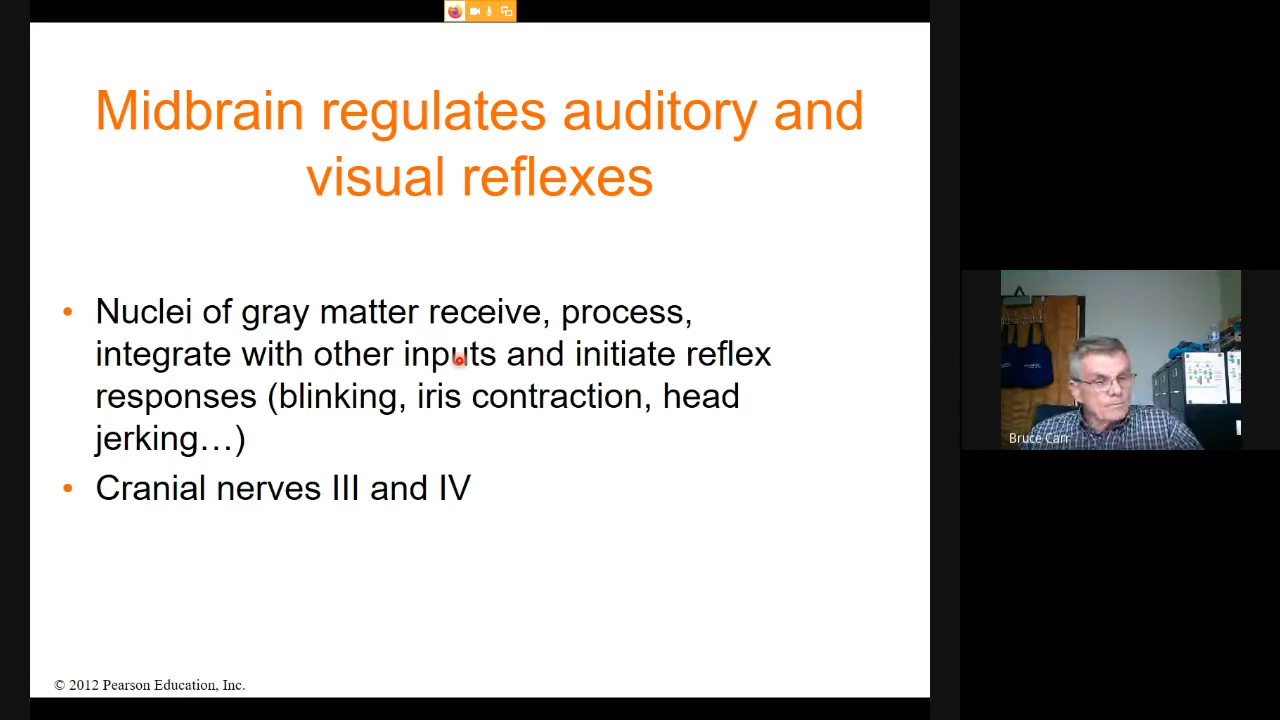 Midbrain regulates auditory and
visual reflexes
• Nuclei of gray matter receive, process,
integrate with other inputs and initiate reflex
responses (blinking, iris contraction, head
jerking…)
• Cranial nerves III and IV
© 2012 Pearson Education, Inc.
Bruce Carr